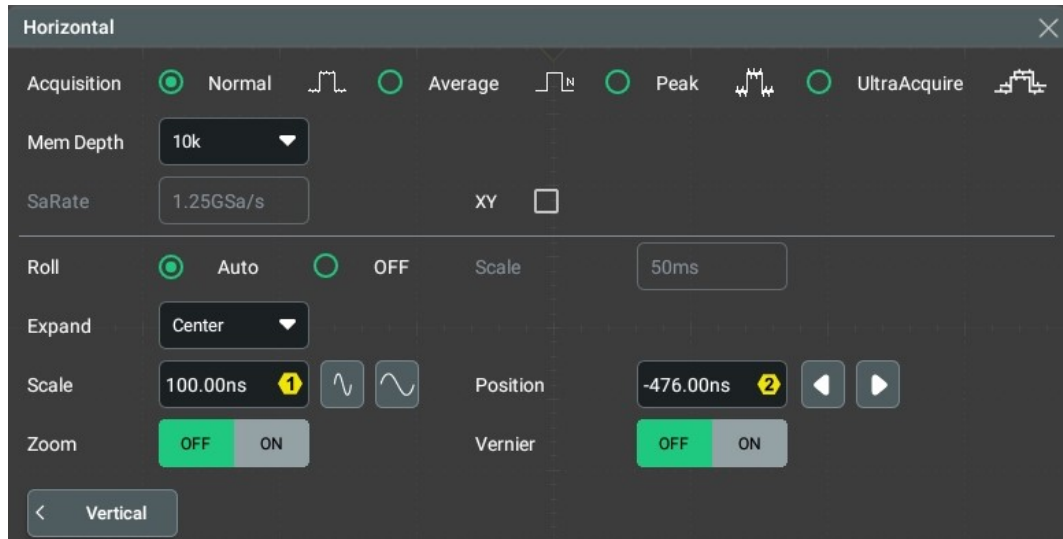 Horizontal
Acquisition Normal Average N Peak UltraAcquire
Mem Depth 10k
SaRate 1.25GSa/s XY
Roll Auto OFF Scale 50ms
Expand Center
Scale 100.00ns 1 Position -476.00ns 2
Zoom OFF ON Vernier OFF ON
Vertical